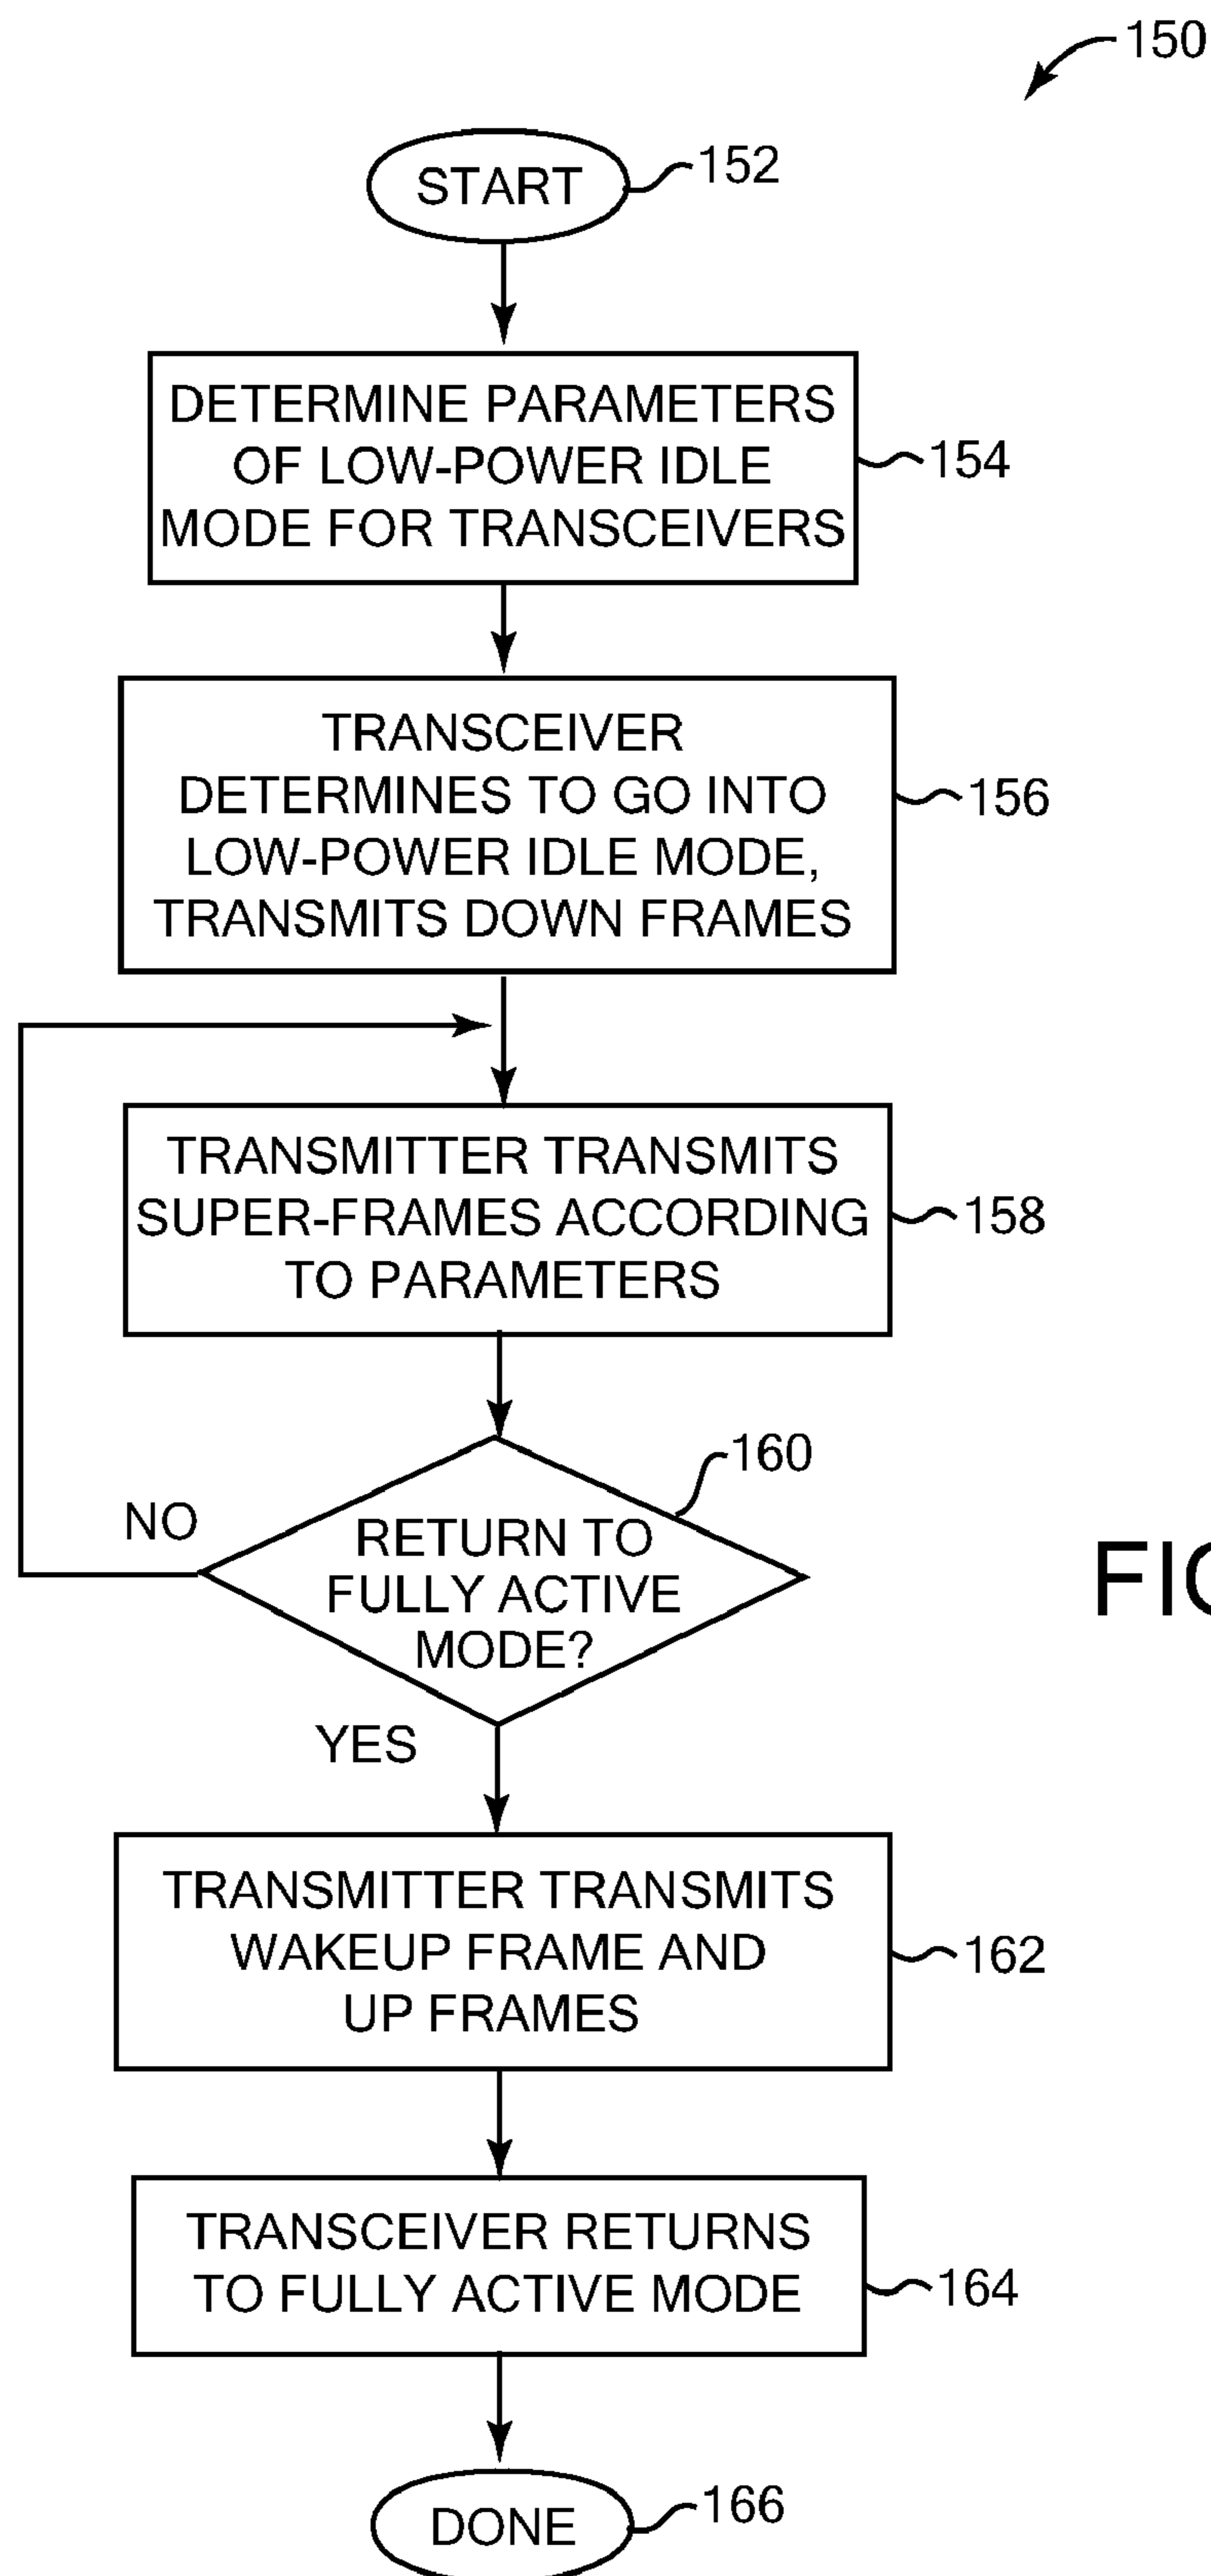 150
START
152
DETERMINE PARAMETERS
OF LOW-POWER IDLE
MODE FOR TRANSCEIVERS
154
TRANSCEIVER
DETERMINES TO GO INTO
LOW-POWER IDLE MODE,
TRANSMITS DOWN FRAMES
156
TRANSMITTER TRANSMITS
SUPER-FRAMES ACCORDING
TO PARAMETERS
158
160
NO
RETURN TO
FULLY ACTIVE
MODE?
YES
TRANSMITTER TRANSMITS
WAKEUP FRAME AND
UP FRAMES
162
TRANSCEIVER RETURNS
TO FULLY ACTIVE MODE
164
DONE
166